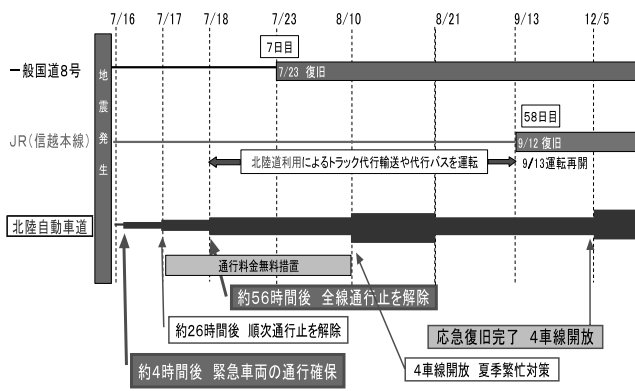 7/16 7/17 7/18 7/23 8/10 8/21 9/13 12/5
地震発生
7日目
一般国道8号
7/23 復旧
58日目
JR(信越本線)
9/12 復旧
北陸道利用によるトラック代行輸送や代行バスを運転
9/13運転再開
北陸自動車道
通行料金無料措置
約56時間後 全線通行止を解除
約26時間後 順次通行止を解除
応急復旧完了 4車線開放
約4時間後 緊急車両の通行確保
4車線開放 夏季繁忙対策